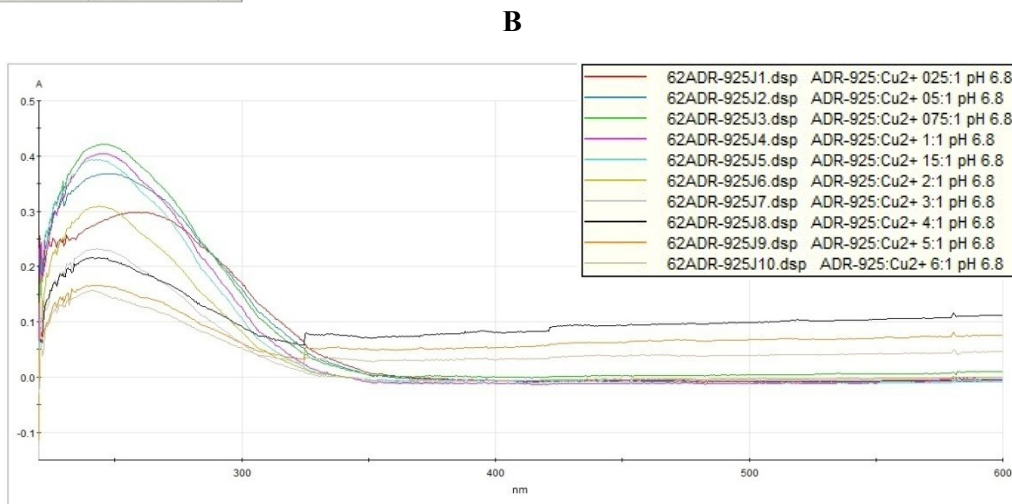 B
A
62ADR-925J1.dsp ADR-925:Cu2+ 025:1 pH 6.8
62ADR-925J2.dsp ADR-925:Cu2+ 05:1 pH 6.8
62ADR-925J3.dsp ADR-925:Cu2+ 075:1 pH 6.8
62ADR-925J4.dsp ADR-925:Cu2+ 1:1 pH 6.8
62ADR-925J5.dsp ADR-925:Cu2+ 15:1 pH 6.8
62ADR-925J6.dsp ADR-925:Cu2+ 2:1 pH 6.8
62ADR-925J7.dsp ADR-925:Cu2+ 3:1 pH 6.8
62ADR-925J8.dsp ADR-925:Cu2+ 4:1 pH 6.8
62ADR-925J9.dsp ADR-925:Cu2+ 5:1 pH 6.8
62ADR-925J10.dsp ADR-925:Cu2+ 6:1 pH 6.8
0.5
0.4
0.3
0.2
0.1
0.0
-0.1
300 400 500 600
nm